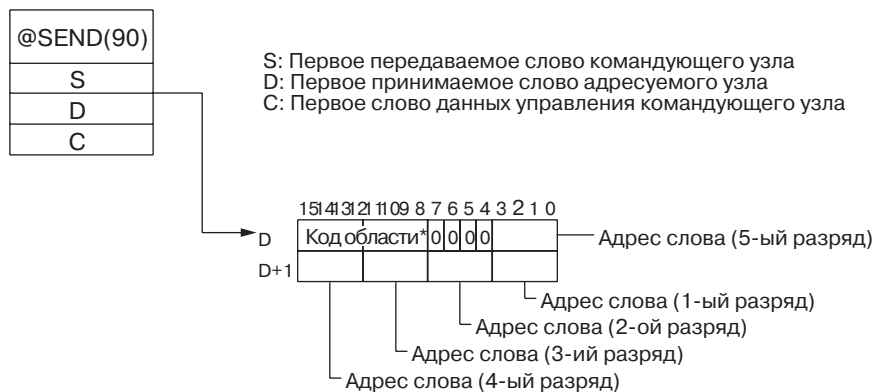 @SEND(90)
S
D
C
S: Первое передаваемое слово командующего узла
D: Первое принимаемое слово адресуемого узла
C: Первое слово данных управления командующего узла
15 14 13 12 11 10 9 8 7 6 5 4 3 2 1 0
D Код области* 0 0 0 0 Адрес слова (5-ый разряд)
D+1
Адрес слова (1-ый разряд)
Адрес слова (2-ой разряд)
Адрес слова (3-ий разряд)
Адрес слова (4-ый разряд)